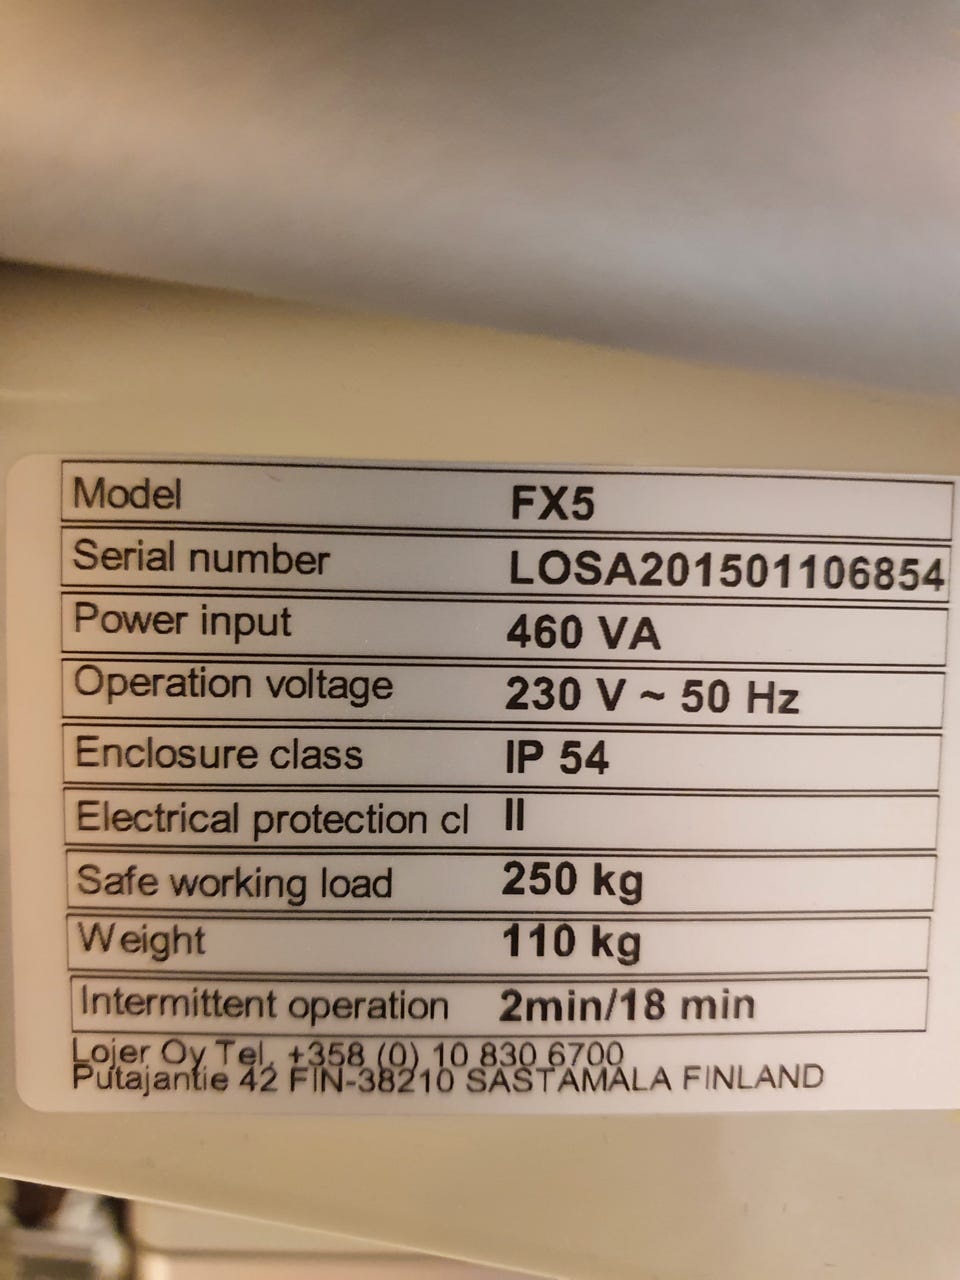 Model FX5
Serial number LOSA201501106854
Power input 460 VA
Operation voltage 230 V ~ 50 Hz
Enclosure class IP 54
Electrical protection cl II
Safe working load 250 kg
Weight 110 kg
Intermittent operation 2min/18 min
Lojer Oy Tel. +358 (0) 10 830 6700
Putajantie 42 FIN-38210 SASTAMALA FINLAND